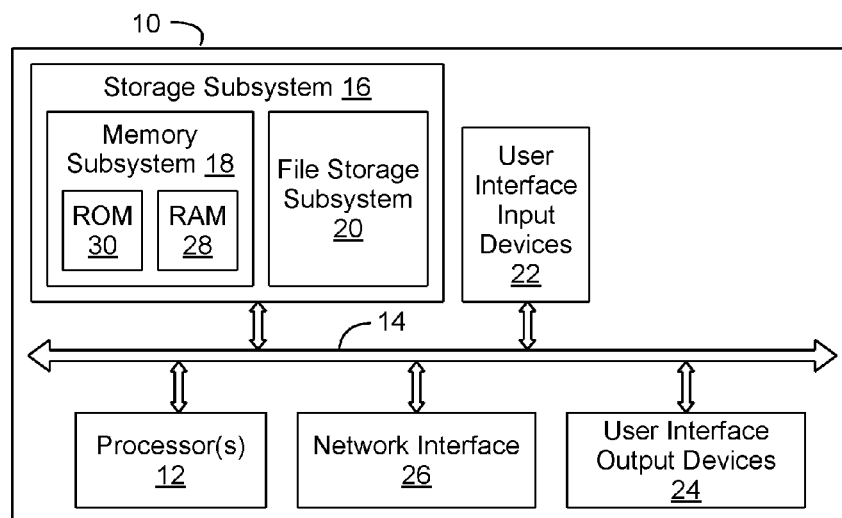 10
Storage Subsystem 16
Memory
Subsystem 18
ROM
30
RAM
28
File Storage
Subsystem
20
User
Interface
Input
Devices
22
14
Processor(s)
12
Network Interface
26
User Interface
Output Devices
24